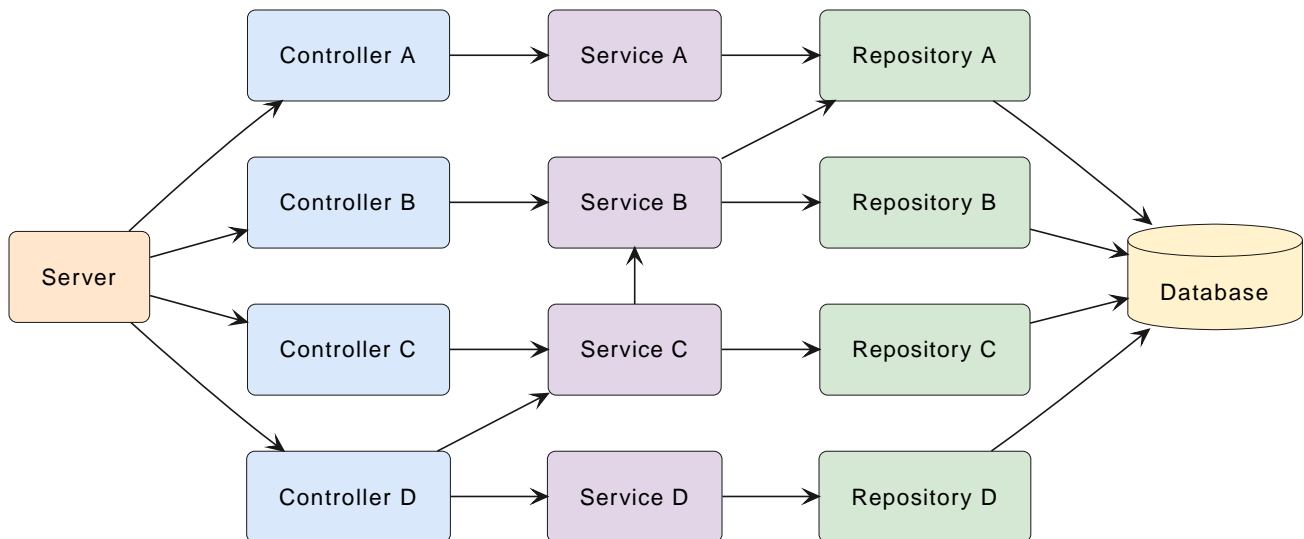 Controller A
Service A
Repository A
Controller B
Service B
Repository B
Server
Database
Controller C
Service C
Repository C
Controller D
Service D
Repository D